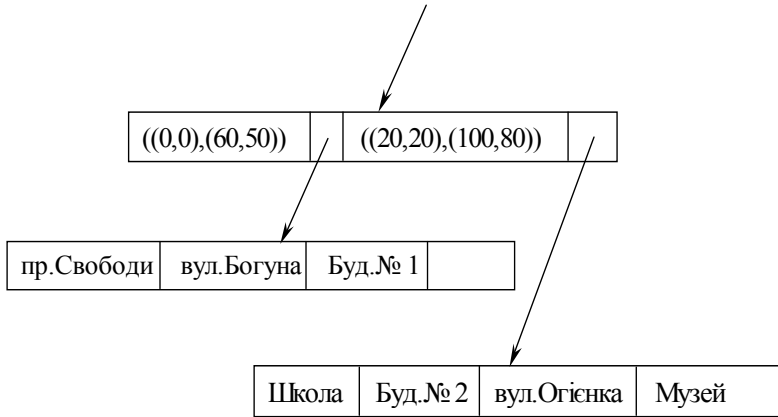 ((0,0),(60,50)) ((20,20),(100,80))
пр.Свободи вул.Богуна Буд.№ 1
Школа Буд.№ 2 вул.Огієнка Музей